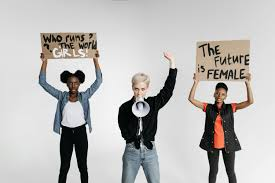 WHO RUNS ?
? THE WORLD
GIRLS!
THE
FUTURE
is FEMALE